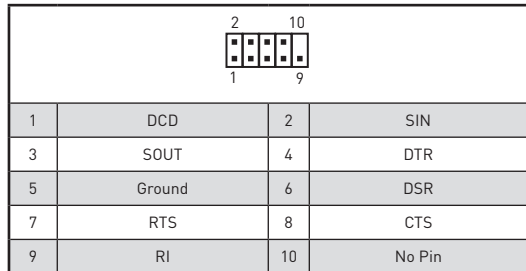 2 10
1 9
1 DCD 2 SIN
3 SOUT 4 DTR
5 Ground 6 DSR
7 RTS 8 CTS
9 RI 10 No Pin